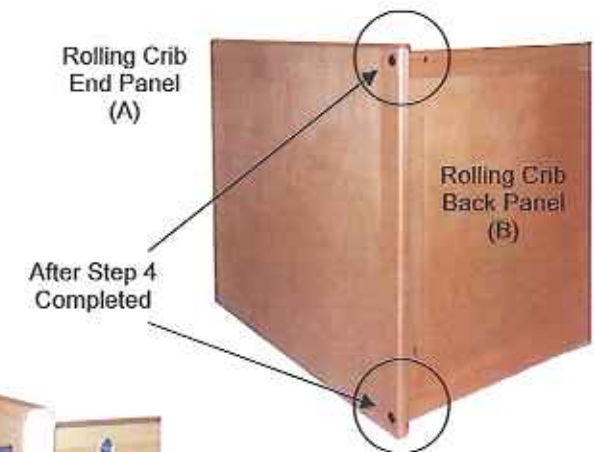 Rolling Crib
End Panel
(A)
Rolling Crib
Back Panel
(B)
After Step 4
Completed